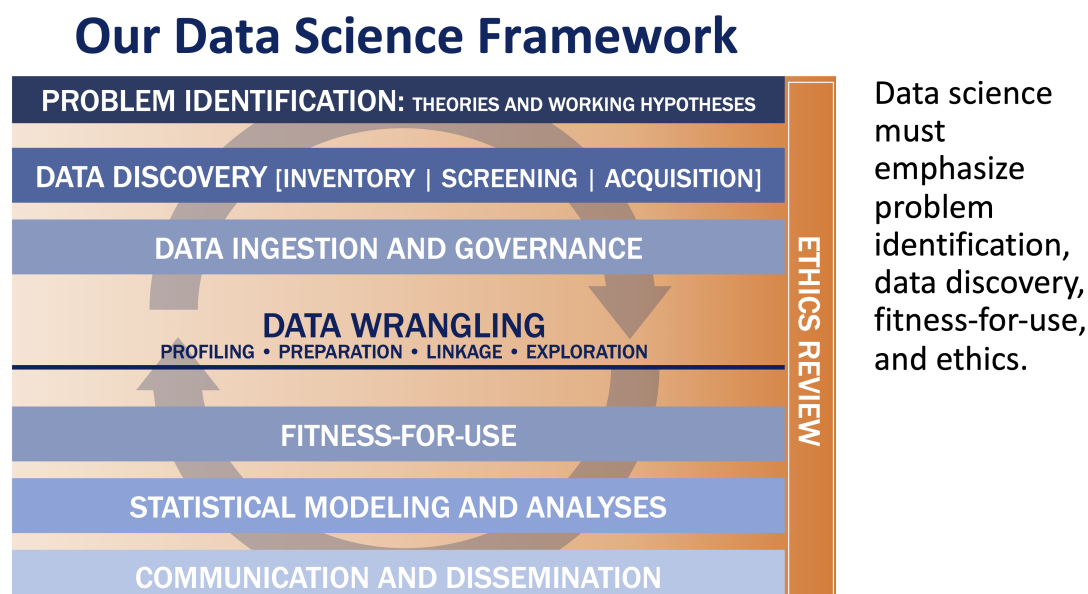 Our Data Science Framework
PROBLEM IDENTIFICATION: THEORIES AND WORKING HYPOTHESES
DATA DISCOVERY [INVENTORY | SCREENING | ACQUISITION]
DATA INGESTION AND GOVERNANCE
DATA WRANGLING
PROFILING • PREPARATION • LINKAGE • EXPLORATION
FITNESS-FOR-USE
STATISTICAL MODELING AND ANALYSES
COMMUNICATION AND DISSEMINATION
ETHICS REVIEW
Data science
must
emphasize
problem
identification,
data discovery,
fitness-for-use,
and ethics.